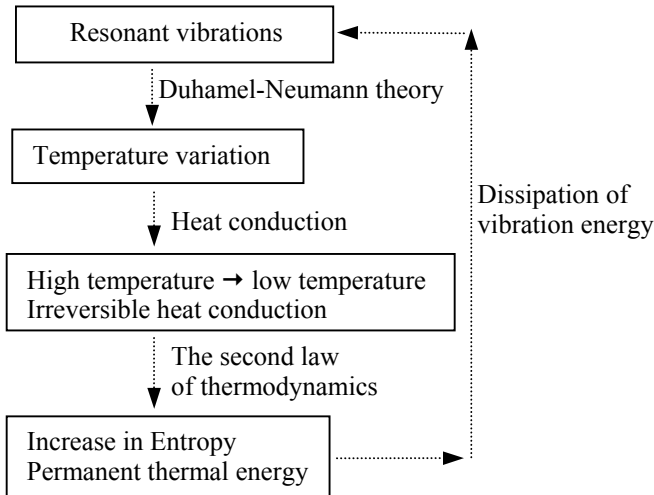 Resonant vibrations
Duhamel-Neumann theory
Temperature variation
Heat conduction
High temperature → low temperature
Irreversible heat conduction
The second law
of thermodynamics
Increase in Entropy
Permanent thermal energy
Dissipation of
vibration energy